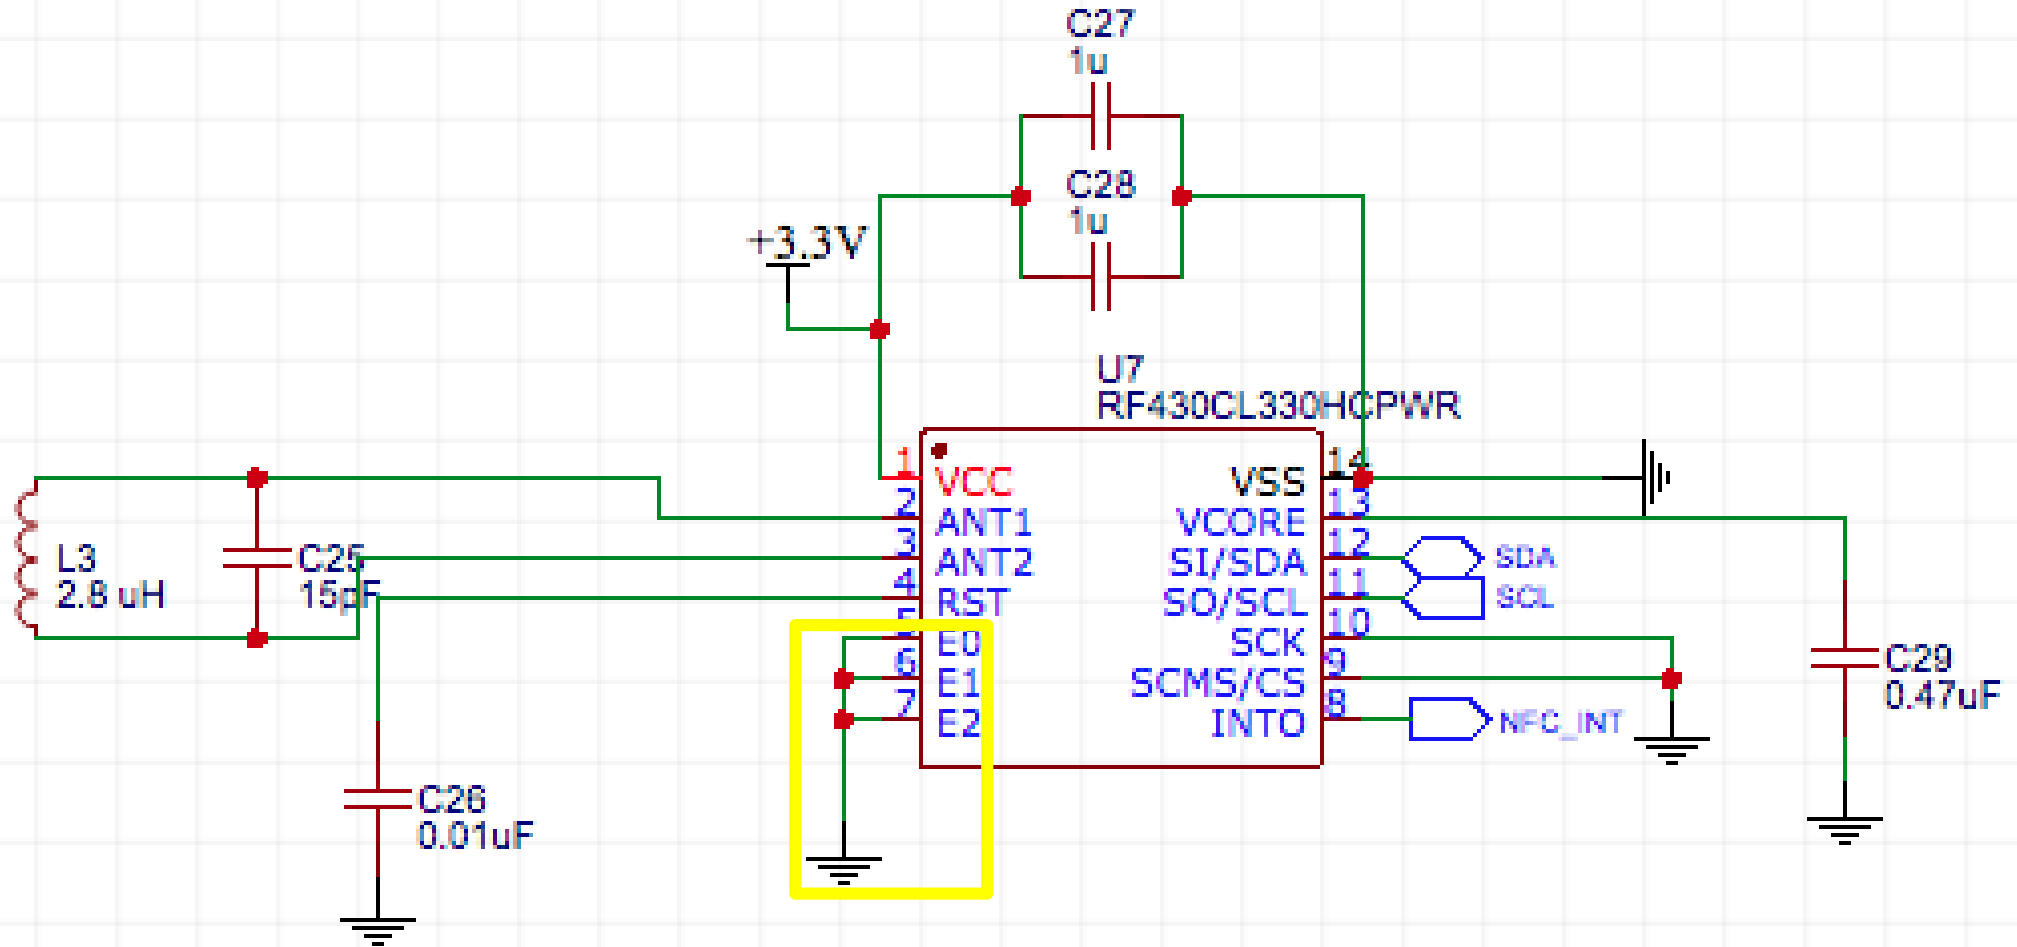 C27
1u
C28
1u
+3.3V
U7
RF430CL330HCPWR
1
VCC
VSS
14
2
ANT1
VCORE
13
3
ANT2
SI/SDA
12
SDA
4
RST
SO/SCL
11
SCL
E0
SCK
10
6
E1
SCMS/CS
9
7
E2
INTO
8
NFC_INT
L3
2.8 uH
C25
15pF
C29
0.47uF
C26
0.01uF